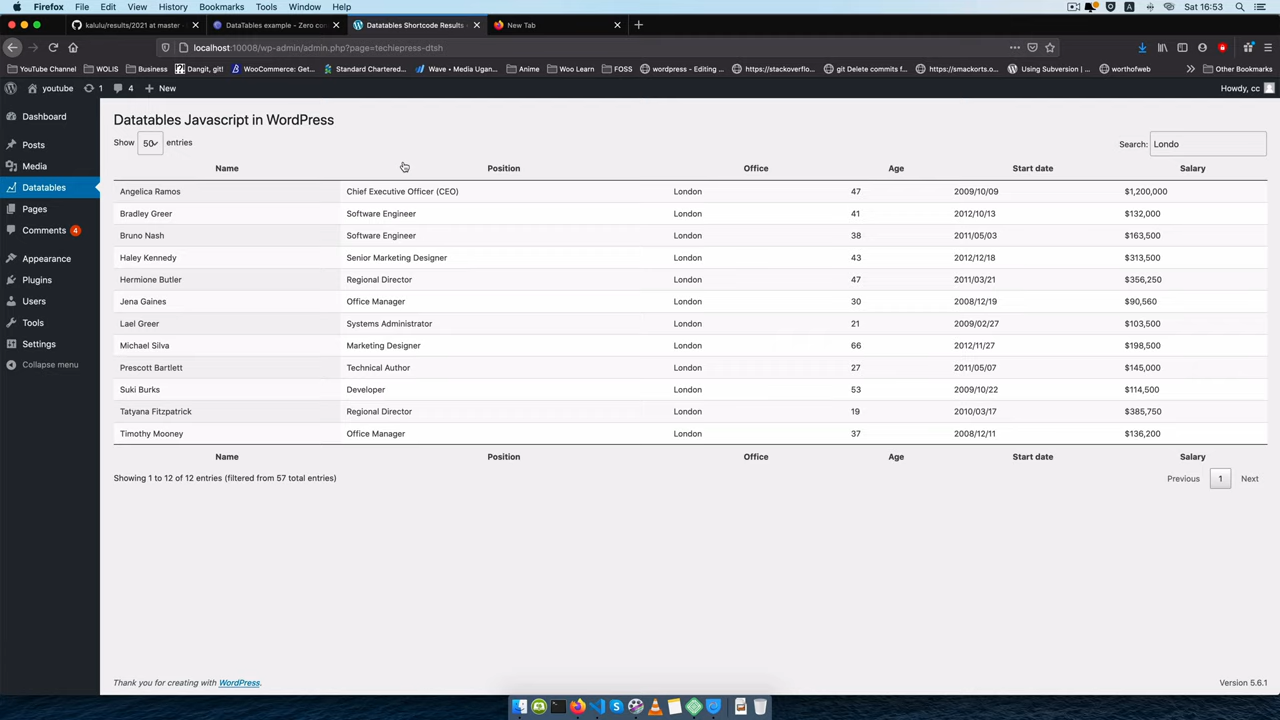 Firefox File Edit View History Bookmarks Tools Window Help A Sat 16:53
kalulu/results/2021 at master · DataTables example - Zero con Datatables Shortcode Results New Tab
localhost:10008/wp-admin/admin.php?page=techiepress-dtsh
YouTube Channel WOLIS Business Dangit, git! WooCommerce: Get... Standard Chartered... Wave • Media Ugan... Anime Woo Learn FOSS wordpress - Editing ... https://stackoverflo... git Delete commits f... https://smackorts.o... Using Subversion | ... worthofweb Other Bookmarks
youtube 1 4 New Howdy, cc
Dashboard
Posts
Media
Datatables
Pages
Comments 4
Appearance
Plugins
Users
Tools
Settings
Collapse menu
Datatables Javascript in WordPress
Show 50 entries Search: Londo
Name Position Office Age Start date Salary
Angelica Ramos Chief Executive Officer (CEO) London 47 2009/10/09 $1,200,000
Bradley Greer Software Engineer London 41 2012/10/13 $132,000
Bruno Nash Software Engineer London 38 2011/05/03 $163,500
Haley Kennedy Senior Marketing Designer London 43 2012/12/18 $313,500
Hermione Butler Regional Director London 47 2011/03/21 $356,250
Jena Gaines Office Manager London 30 2008/12/19 $90,560
Lael Greer Systems Administrator London 21 2009/02/27 $103,500
Michael Silva Marketing Designer London 66 2012/11/27 $198,500
Prescott Bartlett Technical Author London 27 2011/05/07 $145,000
Suki Burks Developer London 53 2009/10/22 $114,500
Tatyana Fitzpatrick Regional Director London 19 2010/03/17 $385,750
Timothy Mooney Office Manager London 37 2008/12/11 $136,200
Name Position Office Age Start date Salary
Showing 1 to 12 of 12 entries (filtered from 57 total entries) Previous 1 Next
Thank you for creating with WordPress. Version 5.6.1